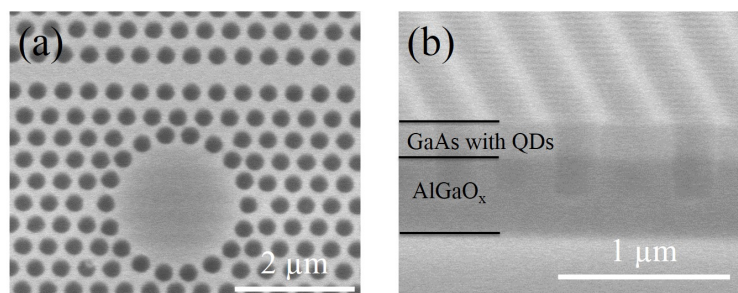 (a)
2 μm
(b)
GaAs with QDs
AlGaOₓ
1 μm